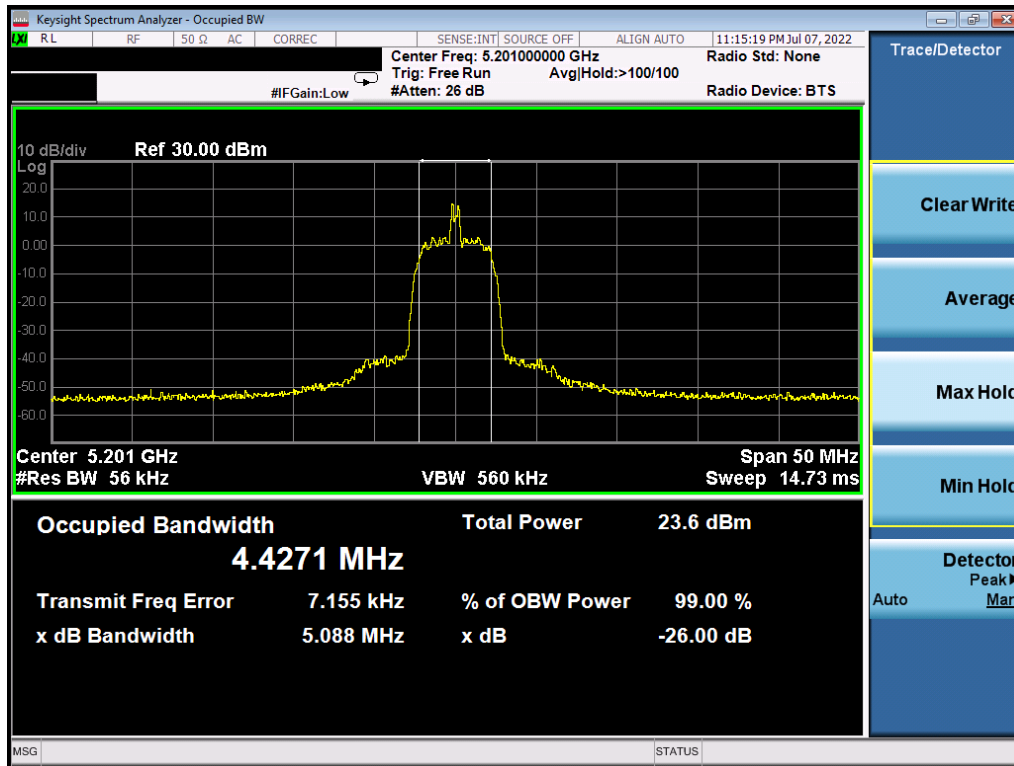 Keysight Spectrum Analyzer - Occupied BW
LXI RL RF 50 Ω AC CORREC SENSE:INT SOURCE OFF ALIGN AUTO 11:15:19 PM Jul 07, 2022
Center Freq: 5.201000000 GHz Radio Std: None
Trig: Free Run Avg|Hold:>100/100
#IFGain:Low #Atten: 26 dB Radio Device: BTS
10 dB/div Ref 30.00 dBm
Log
20.0
10.0
0.00
-10.0
-20.0
-30.0
-40.0
-50.0
-60.0
Center 5.201 GHz Span 50 MHz
#Res BW 56 kHz VBW 560 kHz Sweep 14.73 ms
Occupied Bandwidth Total Power 23.6 dBm
4.4271 MHz
Transmit Freq Error 7.155 kHz % of OBW Power 99.00 %
x dB Bandwidth 5.088 MHz x dB -26.00 dB
MSG STATUS
Trace/Detector
Clear Write
Average
Max Hold
Min Hold
Detector
Peak
Auto Man